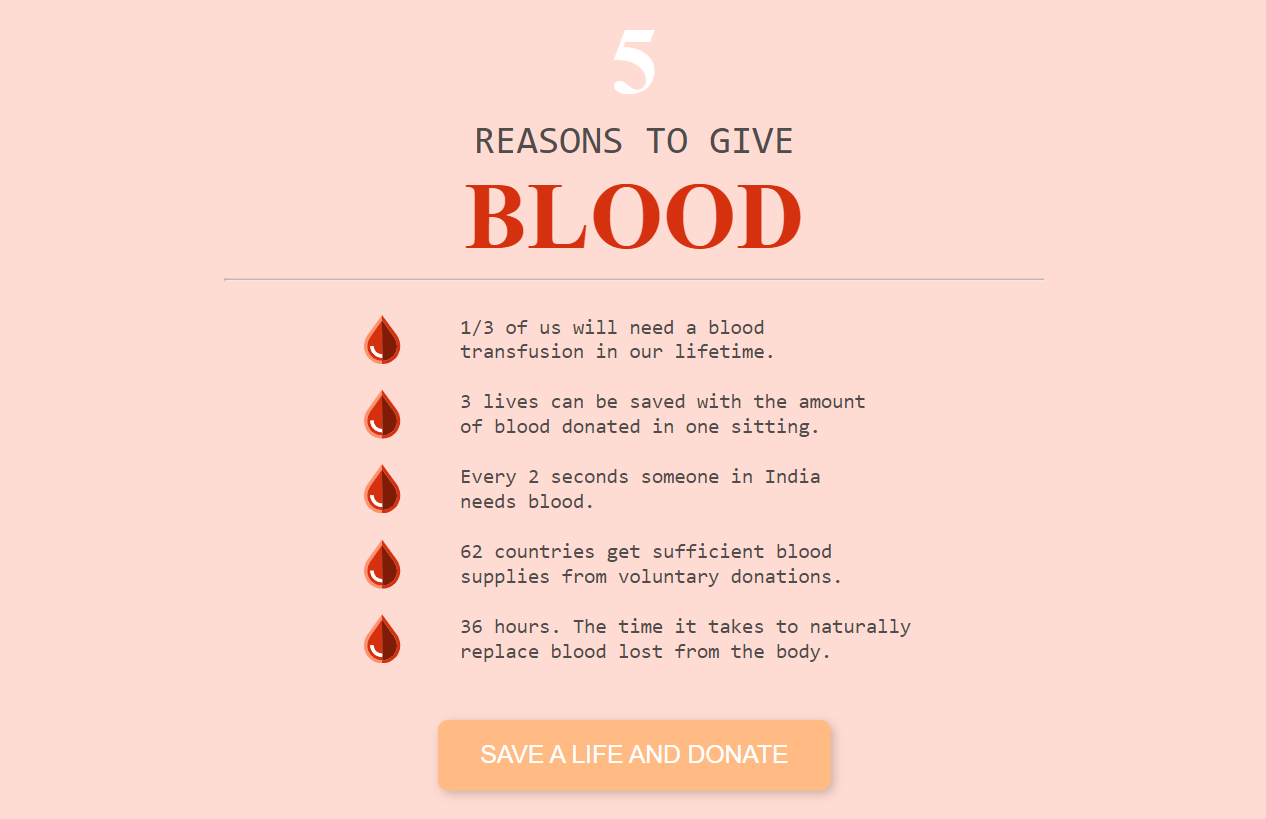 5
REASONS TO GIVE
BLOOD
1/3 of us will need a blood
transfusion in our lifetime.
3 lives can be saved with the amount
of blood donated in one sitting.
Every 2 seconds someone in India
needs blood.
62 countries get sufficient blood
supplies from voluntary donations.
36 hours. The time it takes to naturally
replace blood lost from the body.
SAVE A LIFE AND DONATE